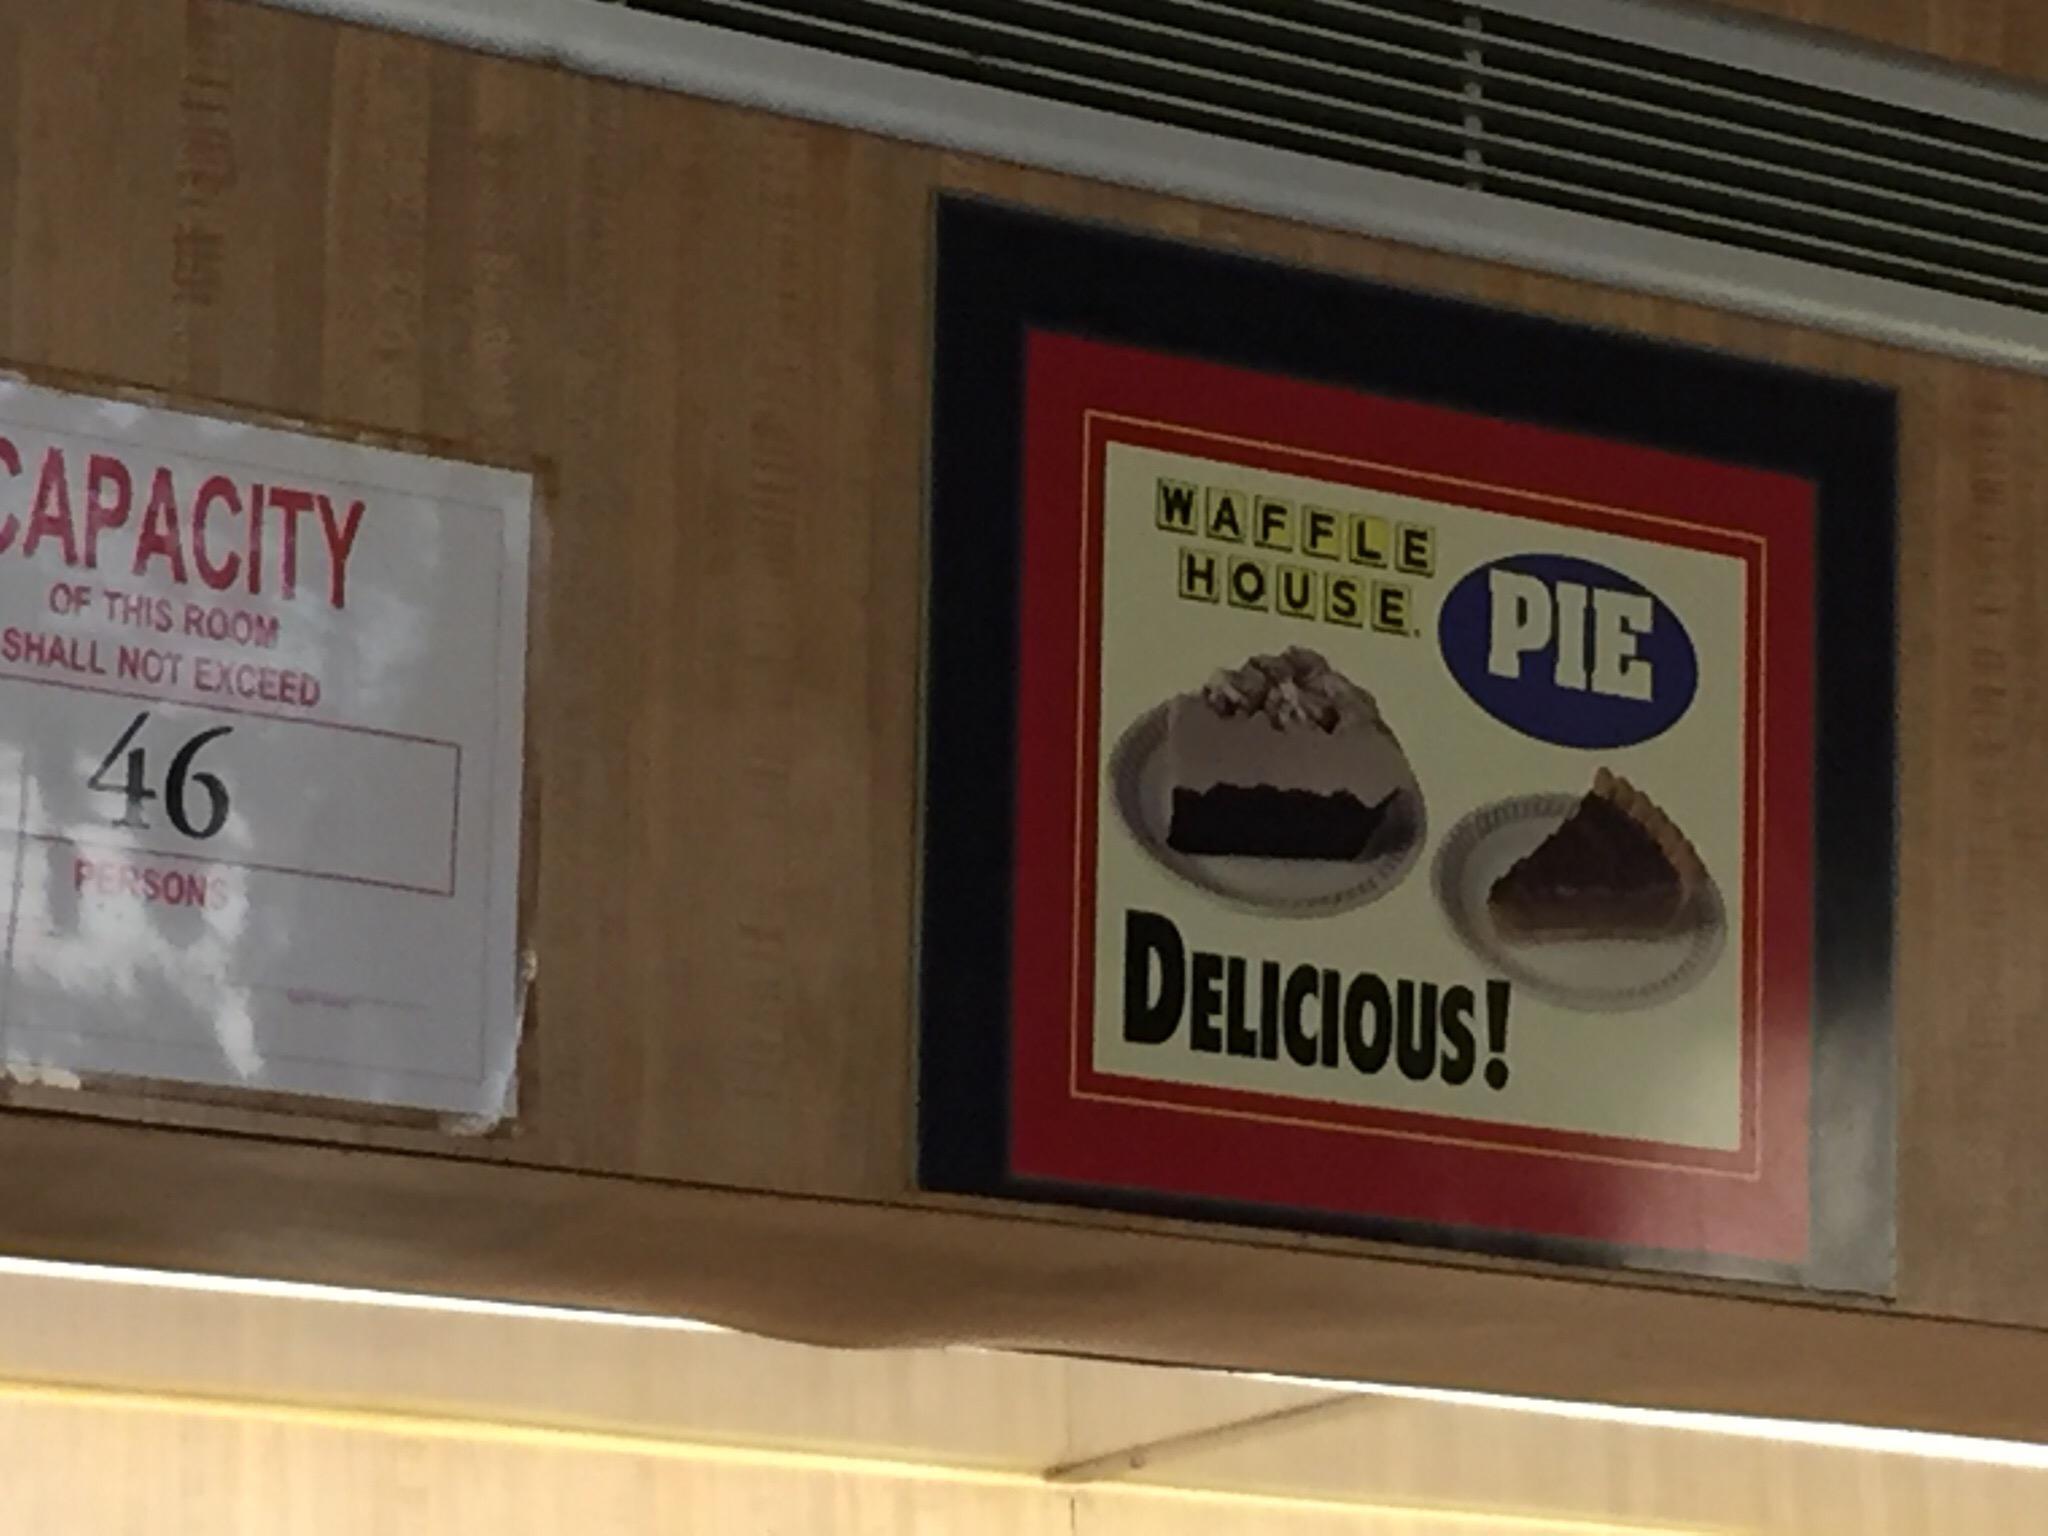 CAPACITY
OF THIS ROOM
SHALL NOT EXCEED
46
PERSONS
WAFFLE
HOUSE
PIE
DELICIOUS!